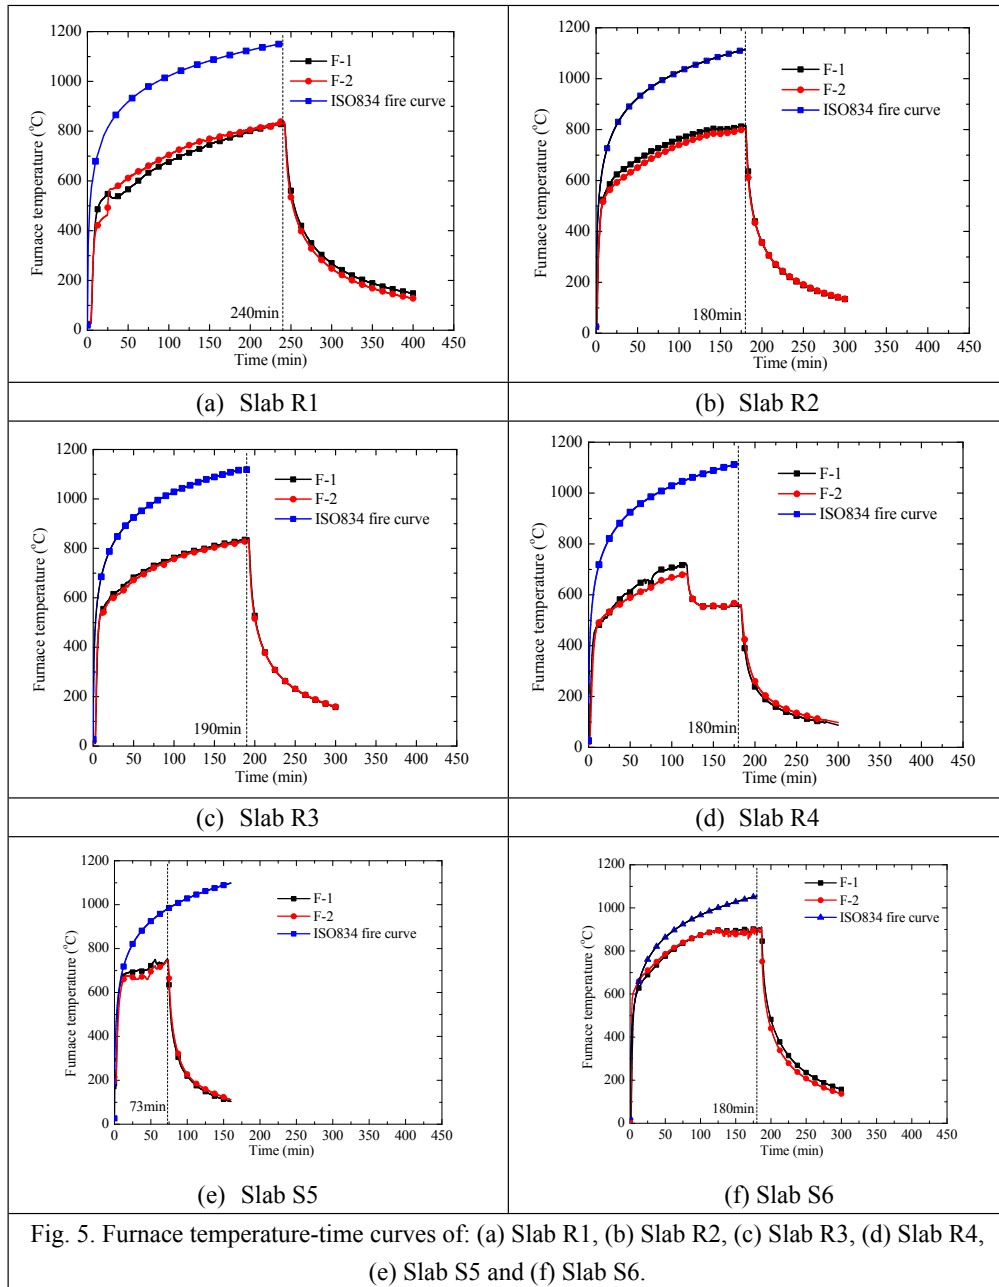 1200
1000
800
600
400
200
0
Furnace temperature (°C)
F-1
F-2
ISO834 fire curve
240min
0 50 100 150 200 250 300 350 400 450
Time (min)
(a) Slab R1
1200
1000
800
600
400
200
0
Furnace temperature (°C)
F-1
F-2
ISO834 fire curve
180min
0 50 100 150 200 250 300 350 400 450
Time (min)
(b) Slab R2
1200
1000
800
600
400
200
0
Furnace temperature (°C)
F-1
F-2
ISO834 fire curve
190min
0 50 100 150 200 250 300 350 400 450
Time (min)
(c) Slab R3
1200
1000
800
600
400
200
0
Furnace temperature (°C)
F-1
F-2
ISO834 fire curve
180min
0 50 100 150 200 250 300 350 400 450
Time (min)
(d) Slab R4
1200
1000
800
600
400
200
0
Furnace temperature (°C)
F-1
F-2
ISO834 fire curve
73min
0 50 100 150 200 250 300 350 400 450
Time (min)
(e) Slab S5
1200
1100
1000
900
800
700
600
500
400
300
200
100
0
Furnace temperature (°C)
F-1
F-2
ISO834 fire curve
180min
0 50 100 150 200 250 300 350 400 450
Time (min)
(f) Slab S6
Fig. 5. Furnace temperature-time curves of: (a) Slab R1, (b) Slab R2, (c) Slab R3, (d) Slab R4,
(e) Slab S5 and (f) Slab S6.